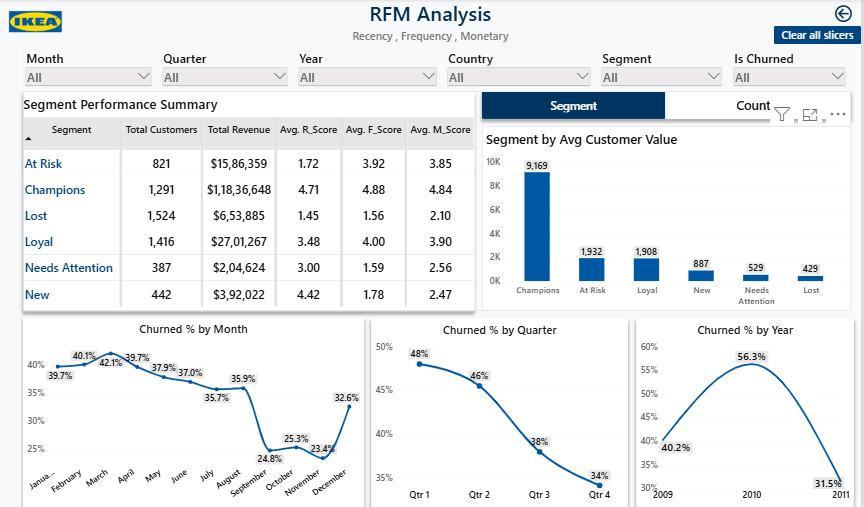 IKEA
RFM Analysis
Recency , Frequency , Monetary
Clear all slicers
Month Quarter Year Country Segment Is Churned
All All All All All All
Segment Performance Summary
Segment Total Customers Total Revenue Avg. R_Score Avg. F_Score Avg. M_Score
At Risk 821 $15,86,359 1.72 3.92 3.85
Champions 1,291 $1,18,36,648 4.71 4.88 4.84
Lost 1,524 $6,53,885 1.45 1.56 2.10
Loyal 1,416 $27,01,267 3.48 4.00 3.90
Needs Attention 387 $2,04,624 3.00 1.59 2.56
New 442 $3,92,022 4.42 1.78 2.47
Segment Count
Segment by Avg Customer Value
10K
8K
6K
4K
2K
0K
9,169 1,932 1,908 887 529 429
Champions At Risk Loyal New Needs Attention Lost
Churned % by Month
40%
35%
30%
25%
39.7% 40.1% 42.1% 39.7% 37.9% 37.0% 35.7% 35.9% 24.8% 25.3% 23.4% 32.6%
Janua... February March April May June July August September October November December
Churned % by Quarter
50%
45%
40%
35%
48% 46% 38% 34%
Qtr 1 Qtr 2 Qtr 3 Qtr 4
Churned % by Year
60%
55%
50%
45%
40%
35%
30%
40.2% 56.3% 31.5%
2009 2010 2011